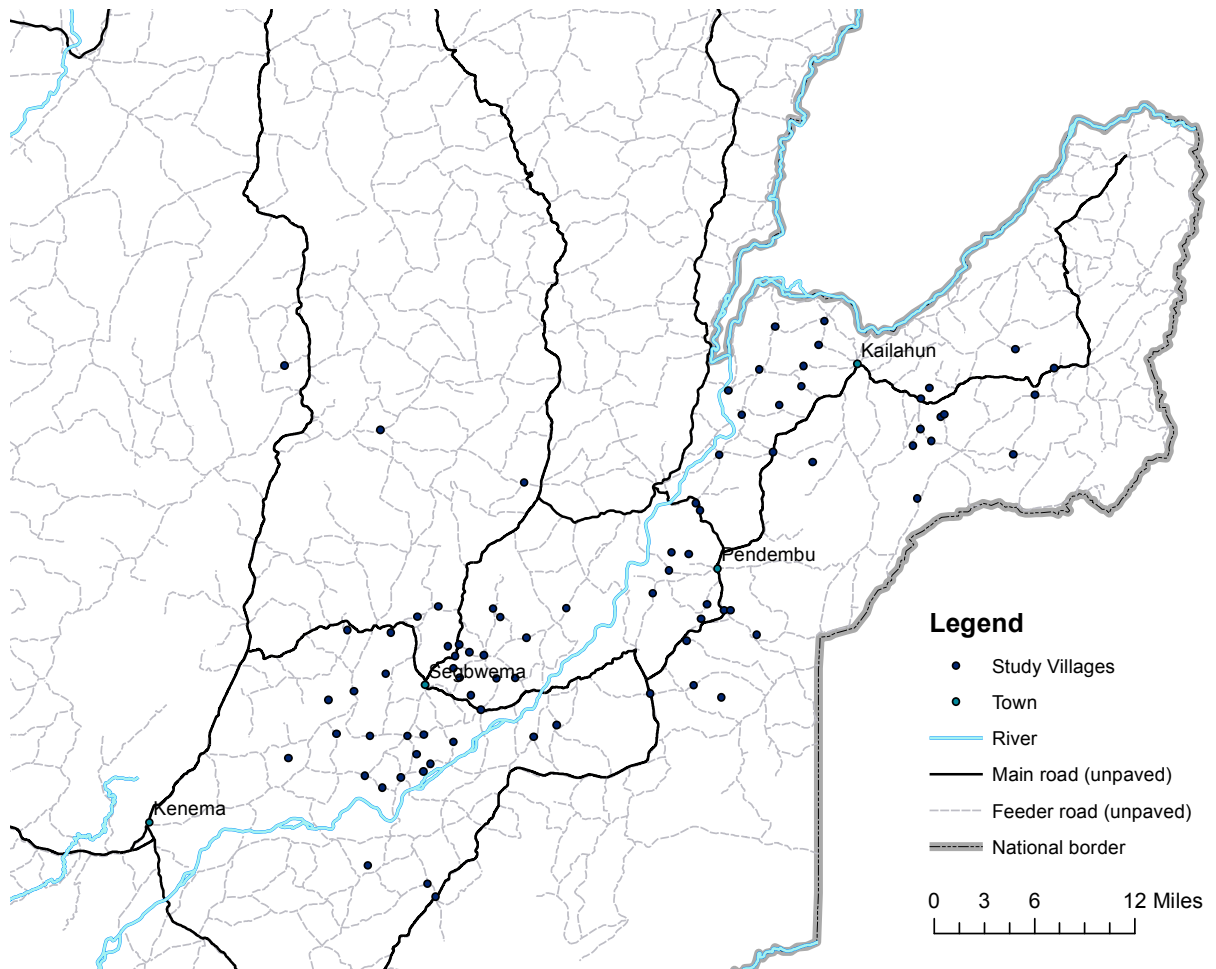 Kailahun
Pendembu
Segbwema
Kenema
Legend
Study Villages
Town
River
Main road (unpaved)
Feeder road (unpaved)
National border
0 3 6 12 Miles